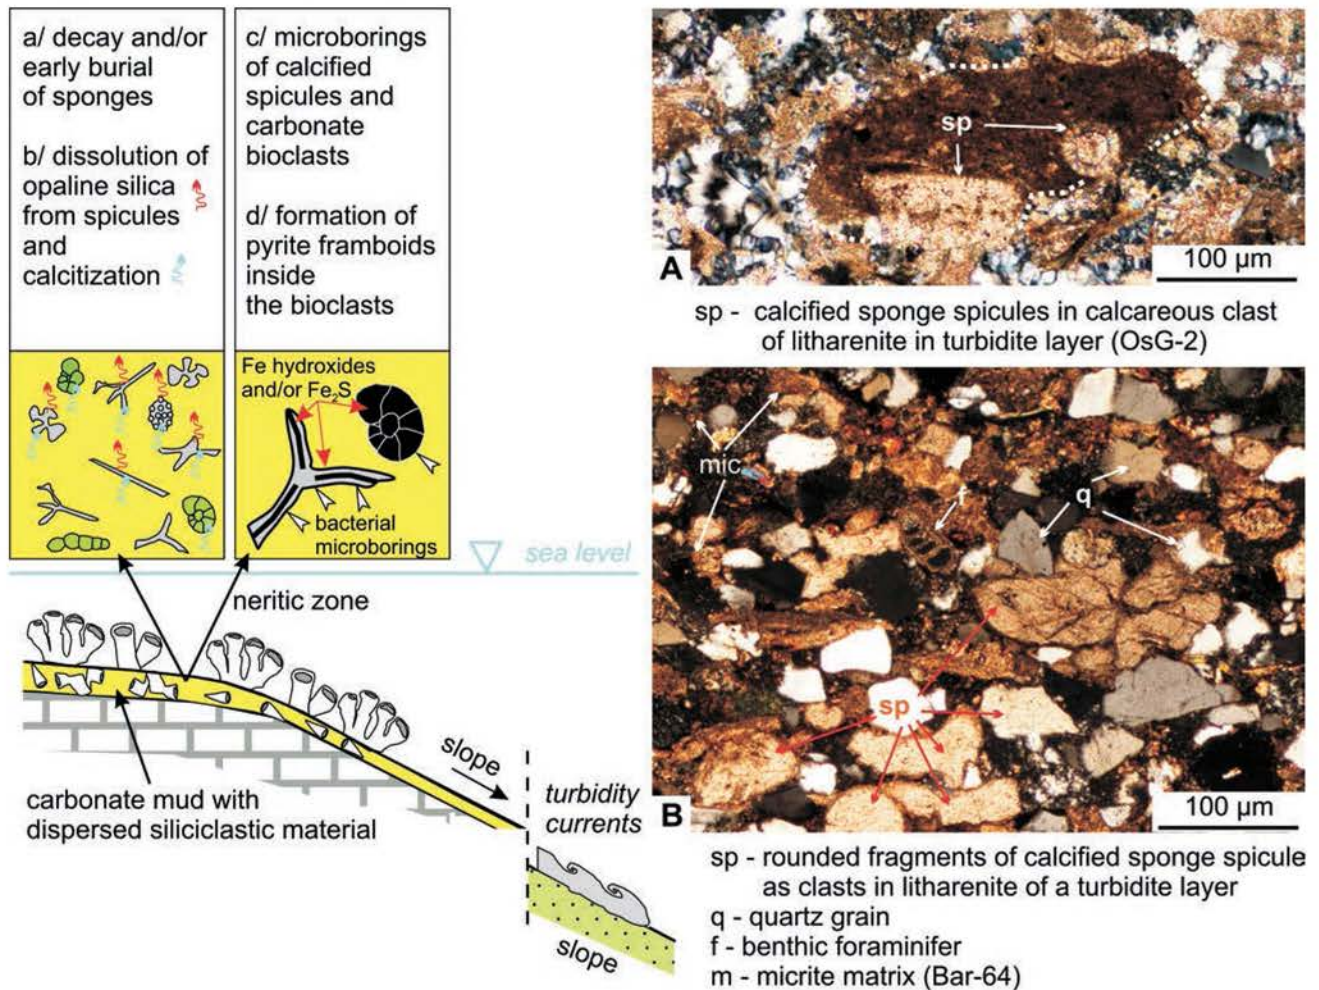 a/ decay and/or
early burial
of sponges
b/ dissolution of
opaline silica
from spicules
and
calcitization
c/ microborings
of calcified
spicules and
carbonate
bioclasts
d/ formation of
pyrite framboids
inside
the bioclasts
Fe hydroxides
and/or Fe₂S
bacterial
microborings
sea level
neritic zone
slope
turbidity
currents
carbonate mud with
dispersed siliciclastic material
slope
sp
A
100 µm
sp - calcified sponge spicules in calcareous clast
of litharenite in turbidite layer (OsG-2)
mic
f
q
sp
B
100 µm
sp - rounded fragments of calcified sponge spicule
as clasts in litharenite of a turbidite layer
q - quartz grain
f - benthic foraminifer
m - micrite matrix (Bar-64)